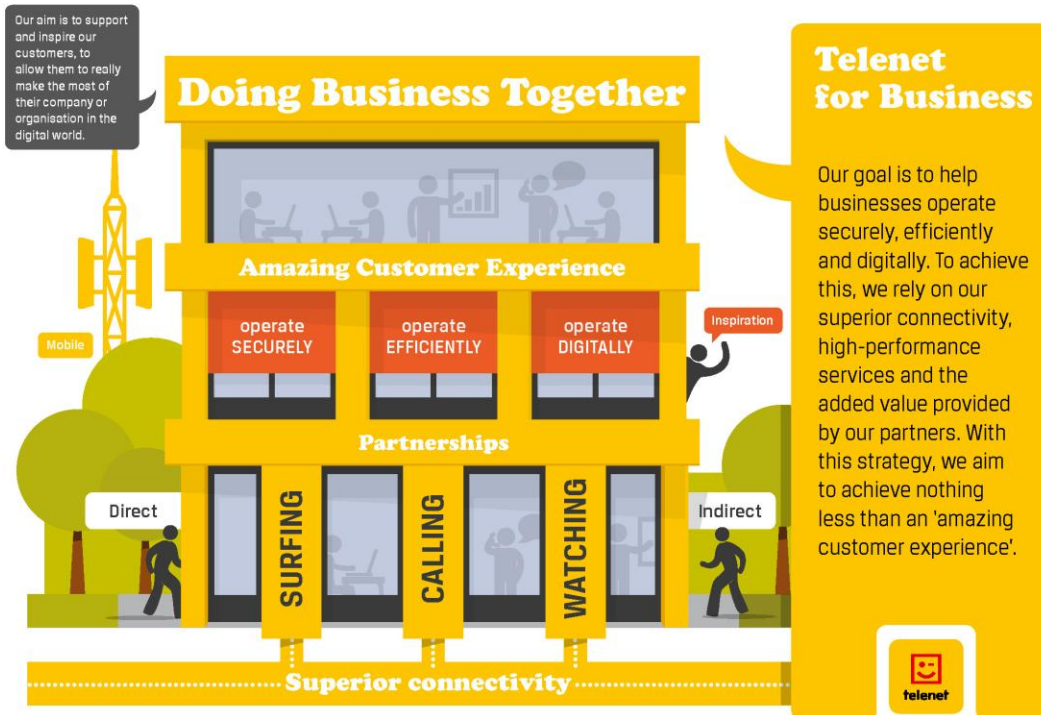 Our aim is to support
and inspire our
customers, to
allow them to really
make the most of
their company or
organisation in the
digital world.
Doing Business Together
Amazing Customer Experience
operate
SECURELY
operate
EFFICIENTLY
operate
DIGITALLY
Mobile
Inspiration
Partnerships
Direct
Indirect
SURFING
CALLING
WATCHING
Superior connectivity
Telenet
for Business
Our goal is to help
businesses operate
securely, efficiently
and digitally. To achieve
this, we rely on our
superior connectivity,
high-performance
services and the
added value provided
by our partners. With
this strategy, we aim
to achieve nothing
less than an 'amazing
customer experience'.
telenet